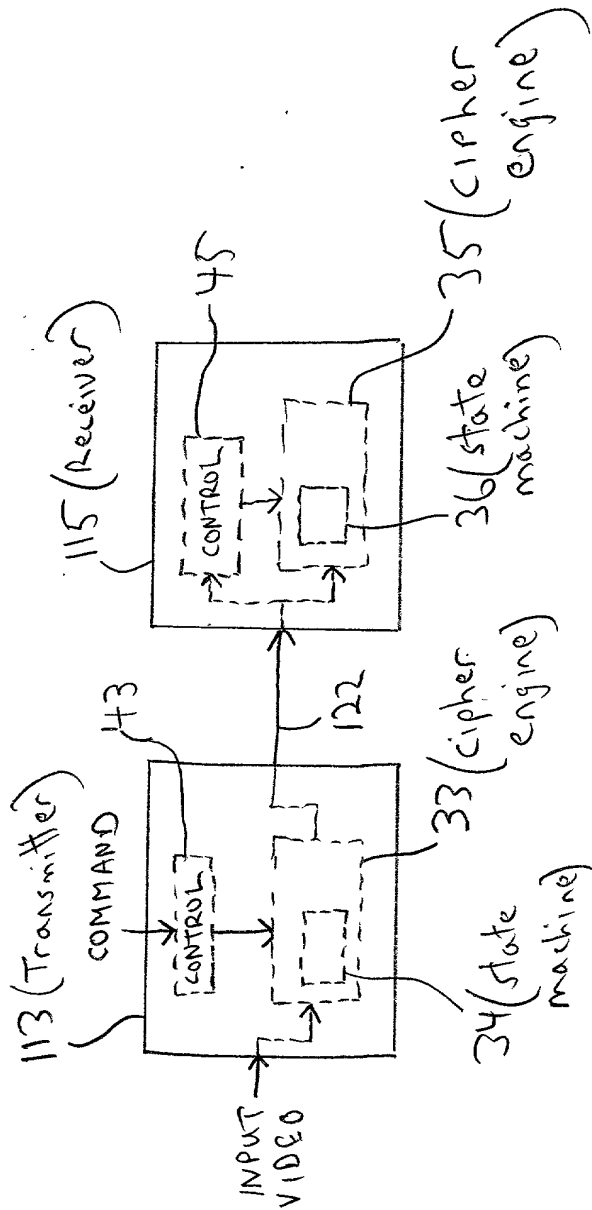 113 (Transmitter)
COMMAND
43
CONTROL
INPUT
VIDEO
34 (state
machine)
33 (cipher
engine)
122
115 (Receiver)
45
CONTROL
36 (state
machine)
35 (cipher
engine)